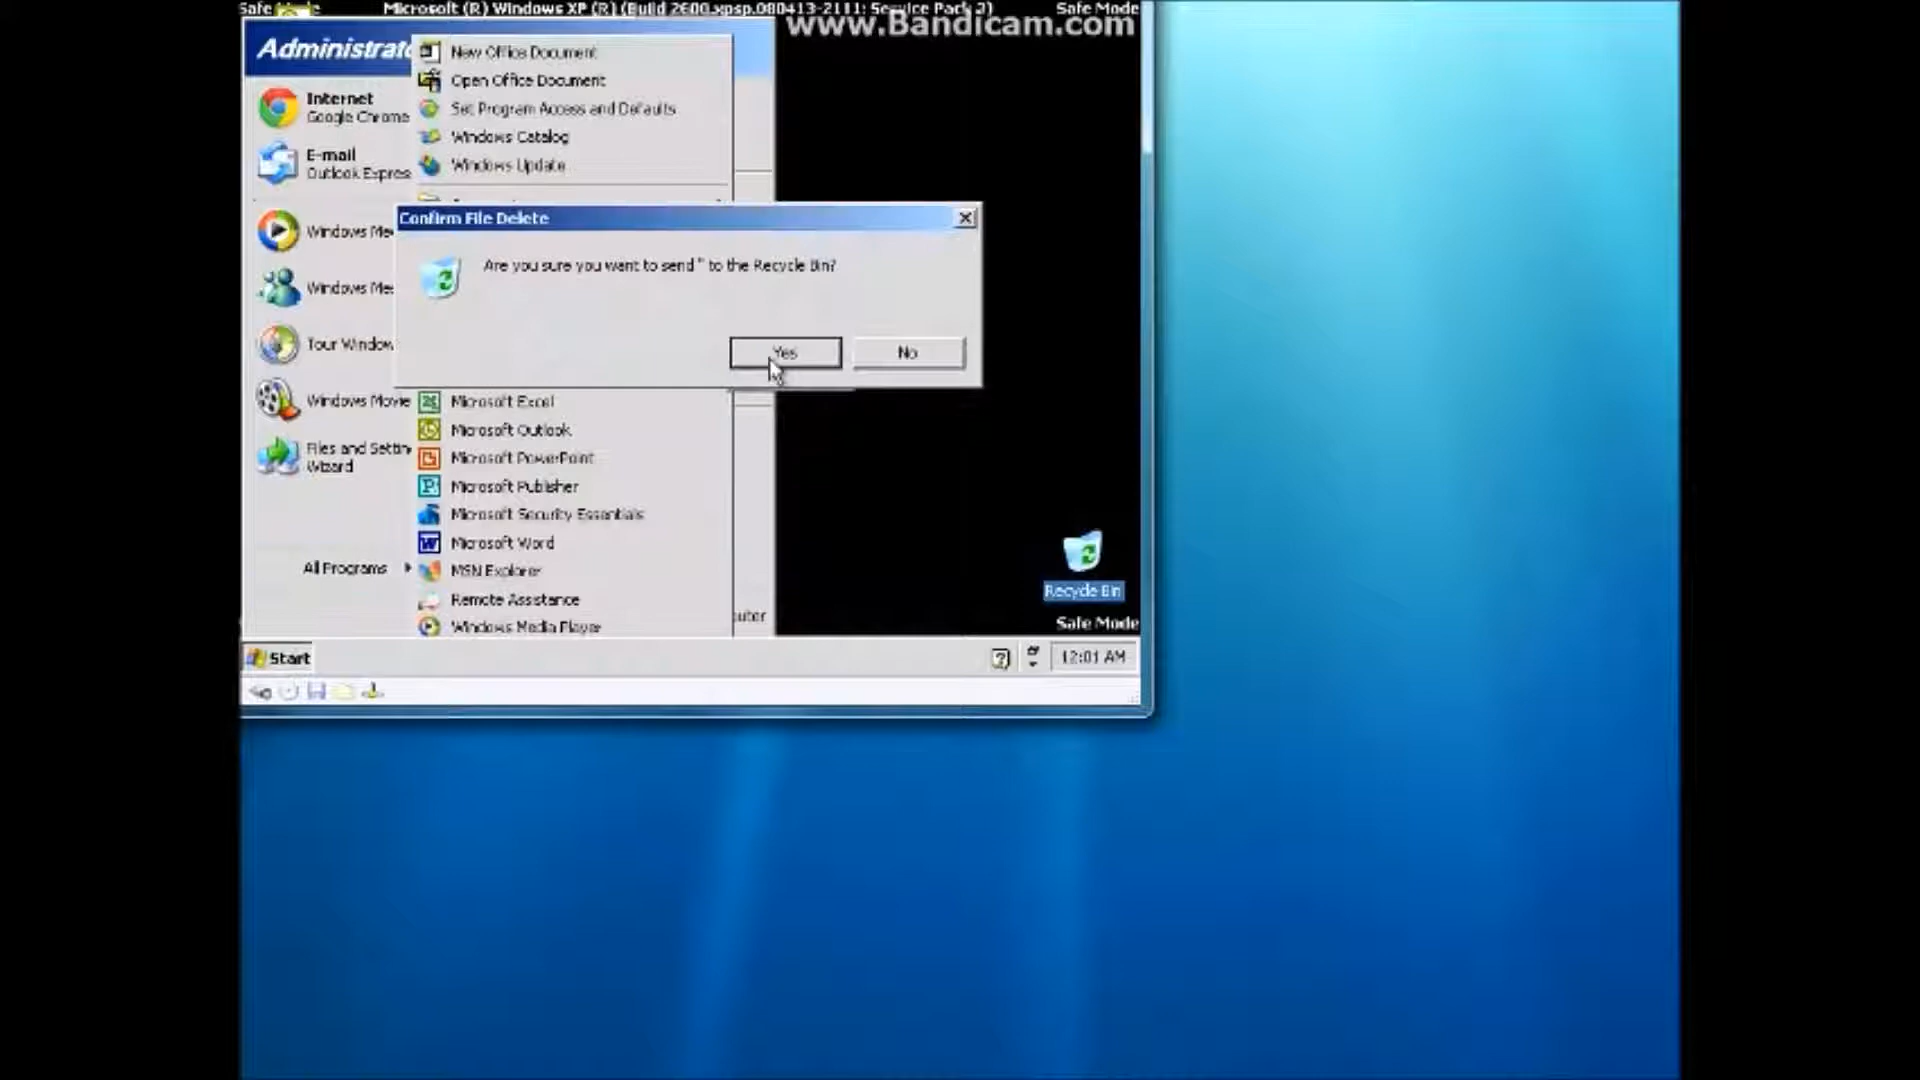 Microsoft (R) Windows XP (R) (Build 2600.xpsp.080413-2111: Service Pack 3)
Safe Mode
www.Bandicam.com
Administrator
Internet
Google Chrome
E-mail
Outlook Express
Windows
Windows
Tour Windows
Windows Movie
Files and Settin
Wizard
All Programs
New Office Document
Open Office Document
Set Program Access and Defaults
Windows Catalog
Windows Update
Confirm File Delete
Are you sure you want to send '' to the Recycle Bin?
Yes
No
Microsoft Excel
Microsoft Outlook
Microsoft PowerPoint
Microsoft Publisher
Microsoft Security Essentials
Microsoft Word
MSN Explorer
Remote Assistance
Windows Media Player
Recycle Bin
Safe Mode
Start
12:01 AM